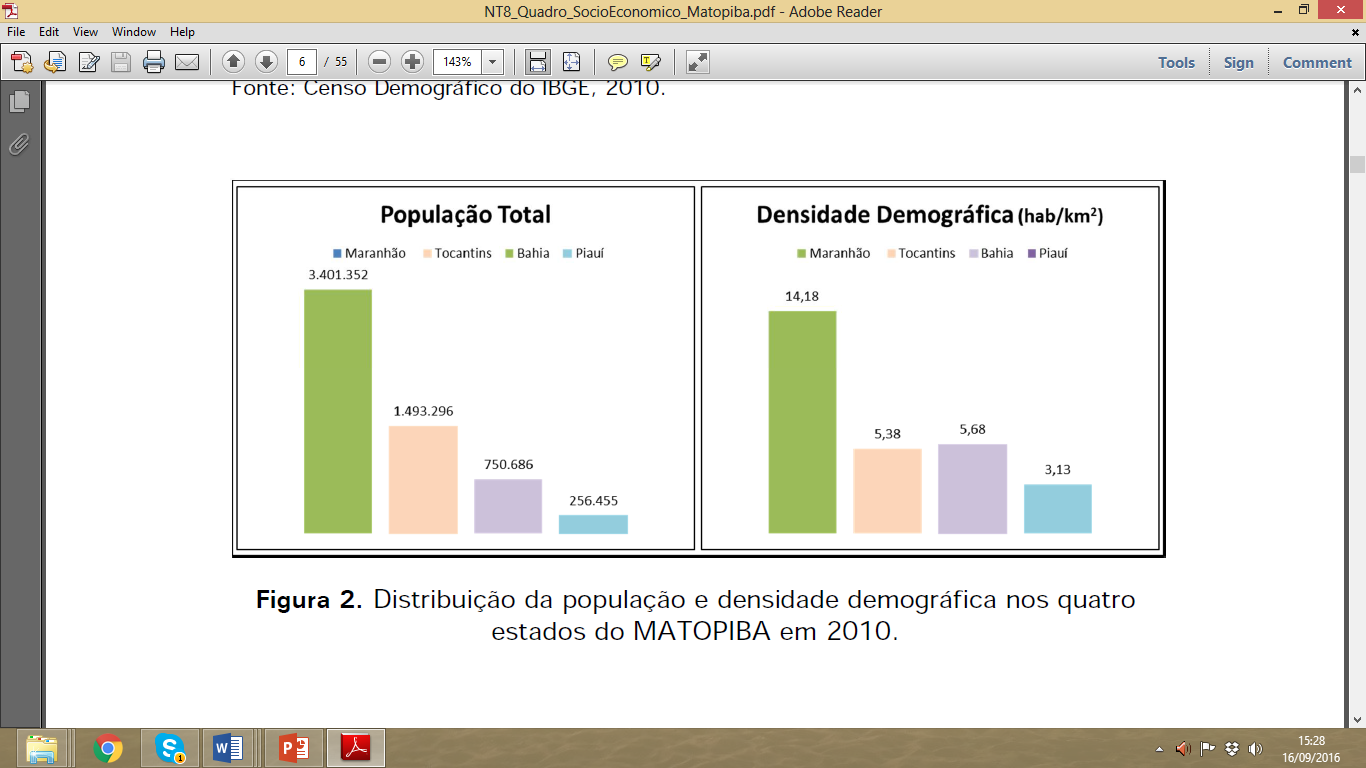 NT8_Quadro_SocioEconomico_Matopiba.pdf - Adobe Reader
File Edit View Window Help
6 / 55 143% Tools Sign Comment
Fonte: Censo Demográfico do IBGE, 2010.
População Total
Maranhão Tocantins Bahia Piauí
3.401.352
1.493.296
750.686
256.455
Densidade Demográfica (hab/km²)
Maranhão Tocantins Bahia Piauí
14,18
5,38
5,68
3,13
Figura 2. Distribuição da população e densidade demográfica nos quatro
estados do MATOPIBA em 2010.
15:28
16/09/2016